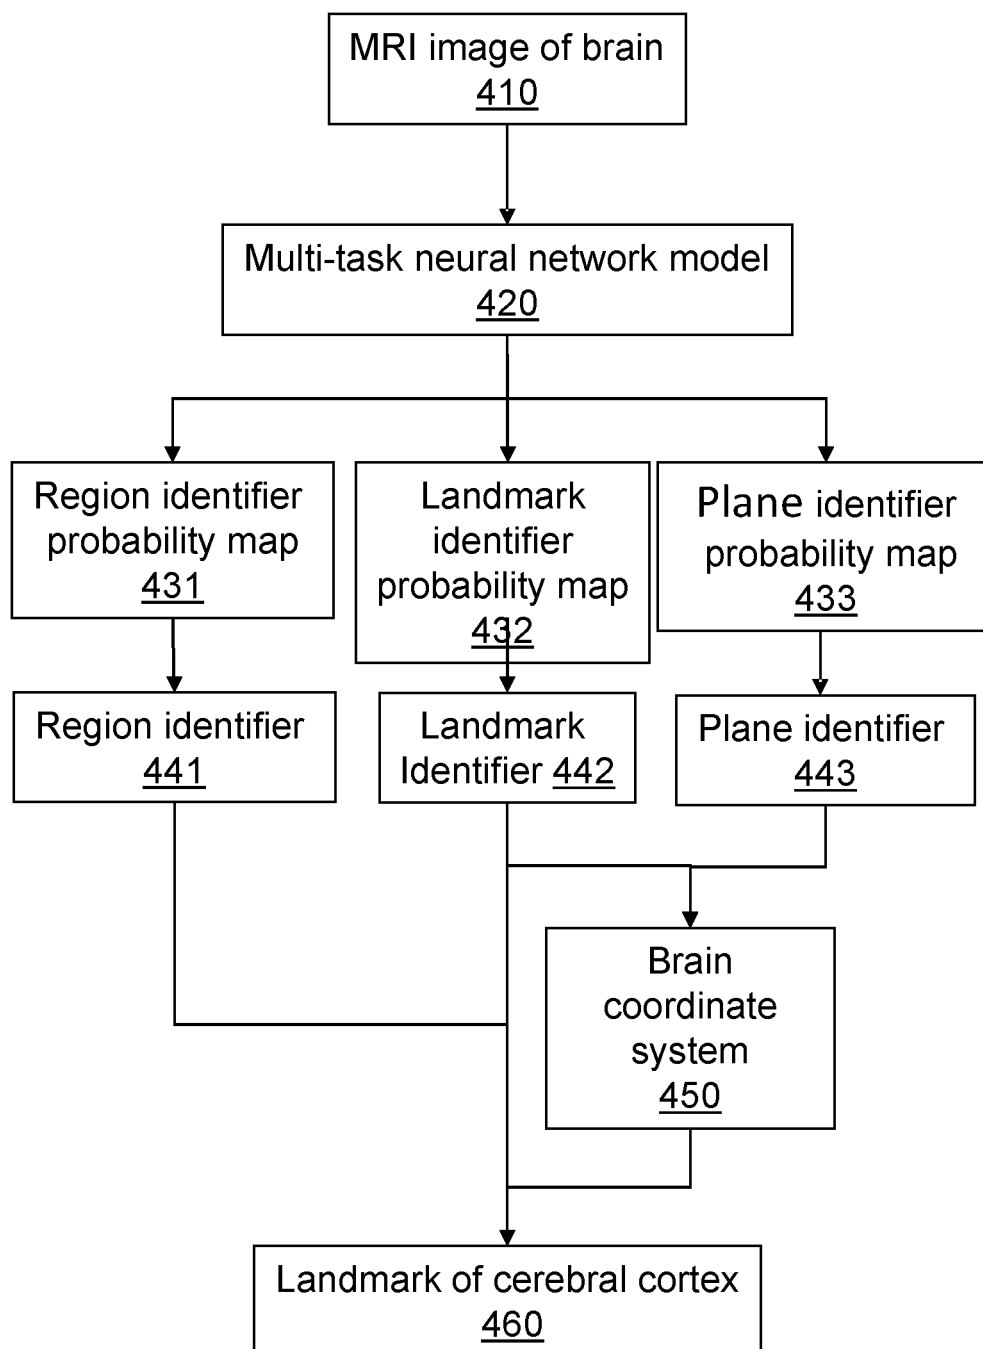 MRI image of brain
410
Multi-task neural network model
420
Region identifier
probability map
431
Landmark
identifier
probability map
432
Plane identifier
probability map
433
Region identifier
441
Landmark
Identifier 442
Plane identifier
443
Brain
coordinate
system
450
Landmark of cerebral cortex
460